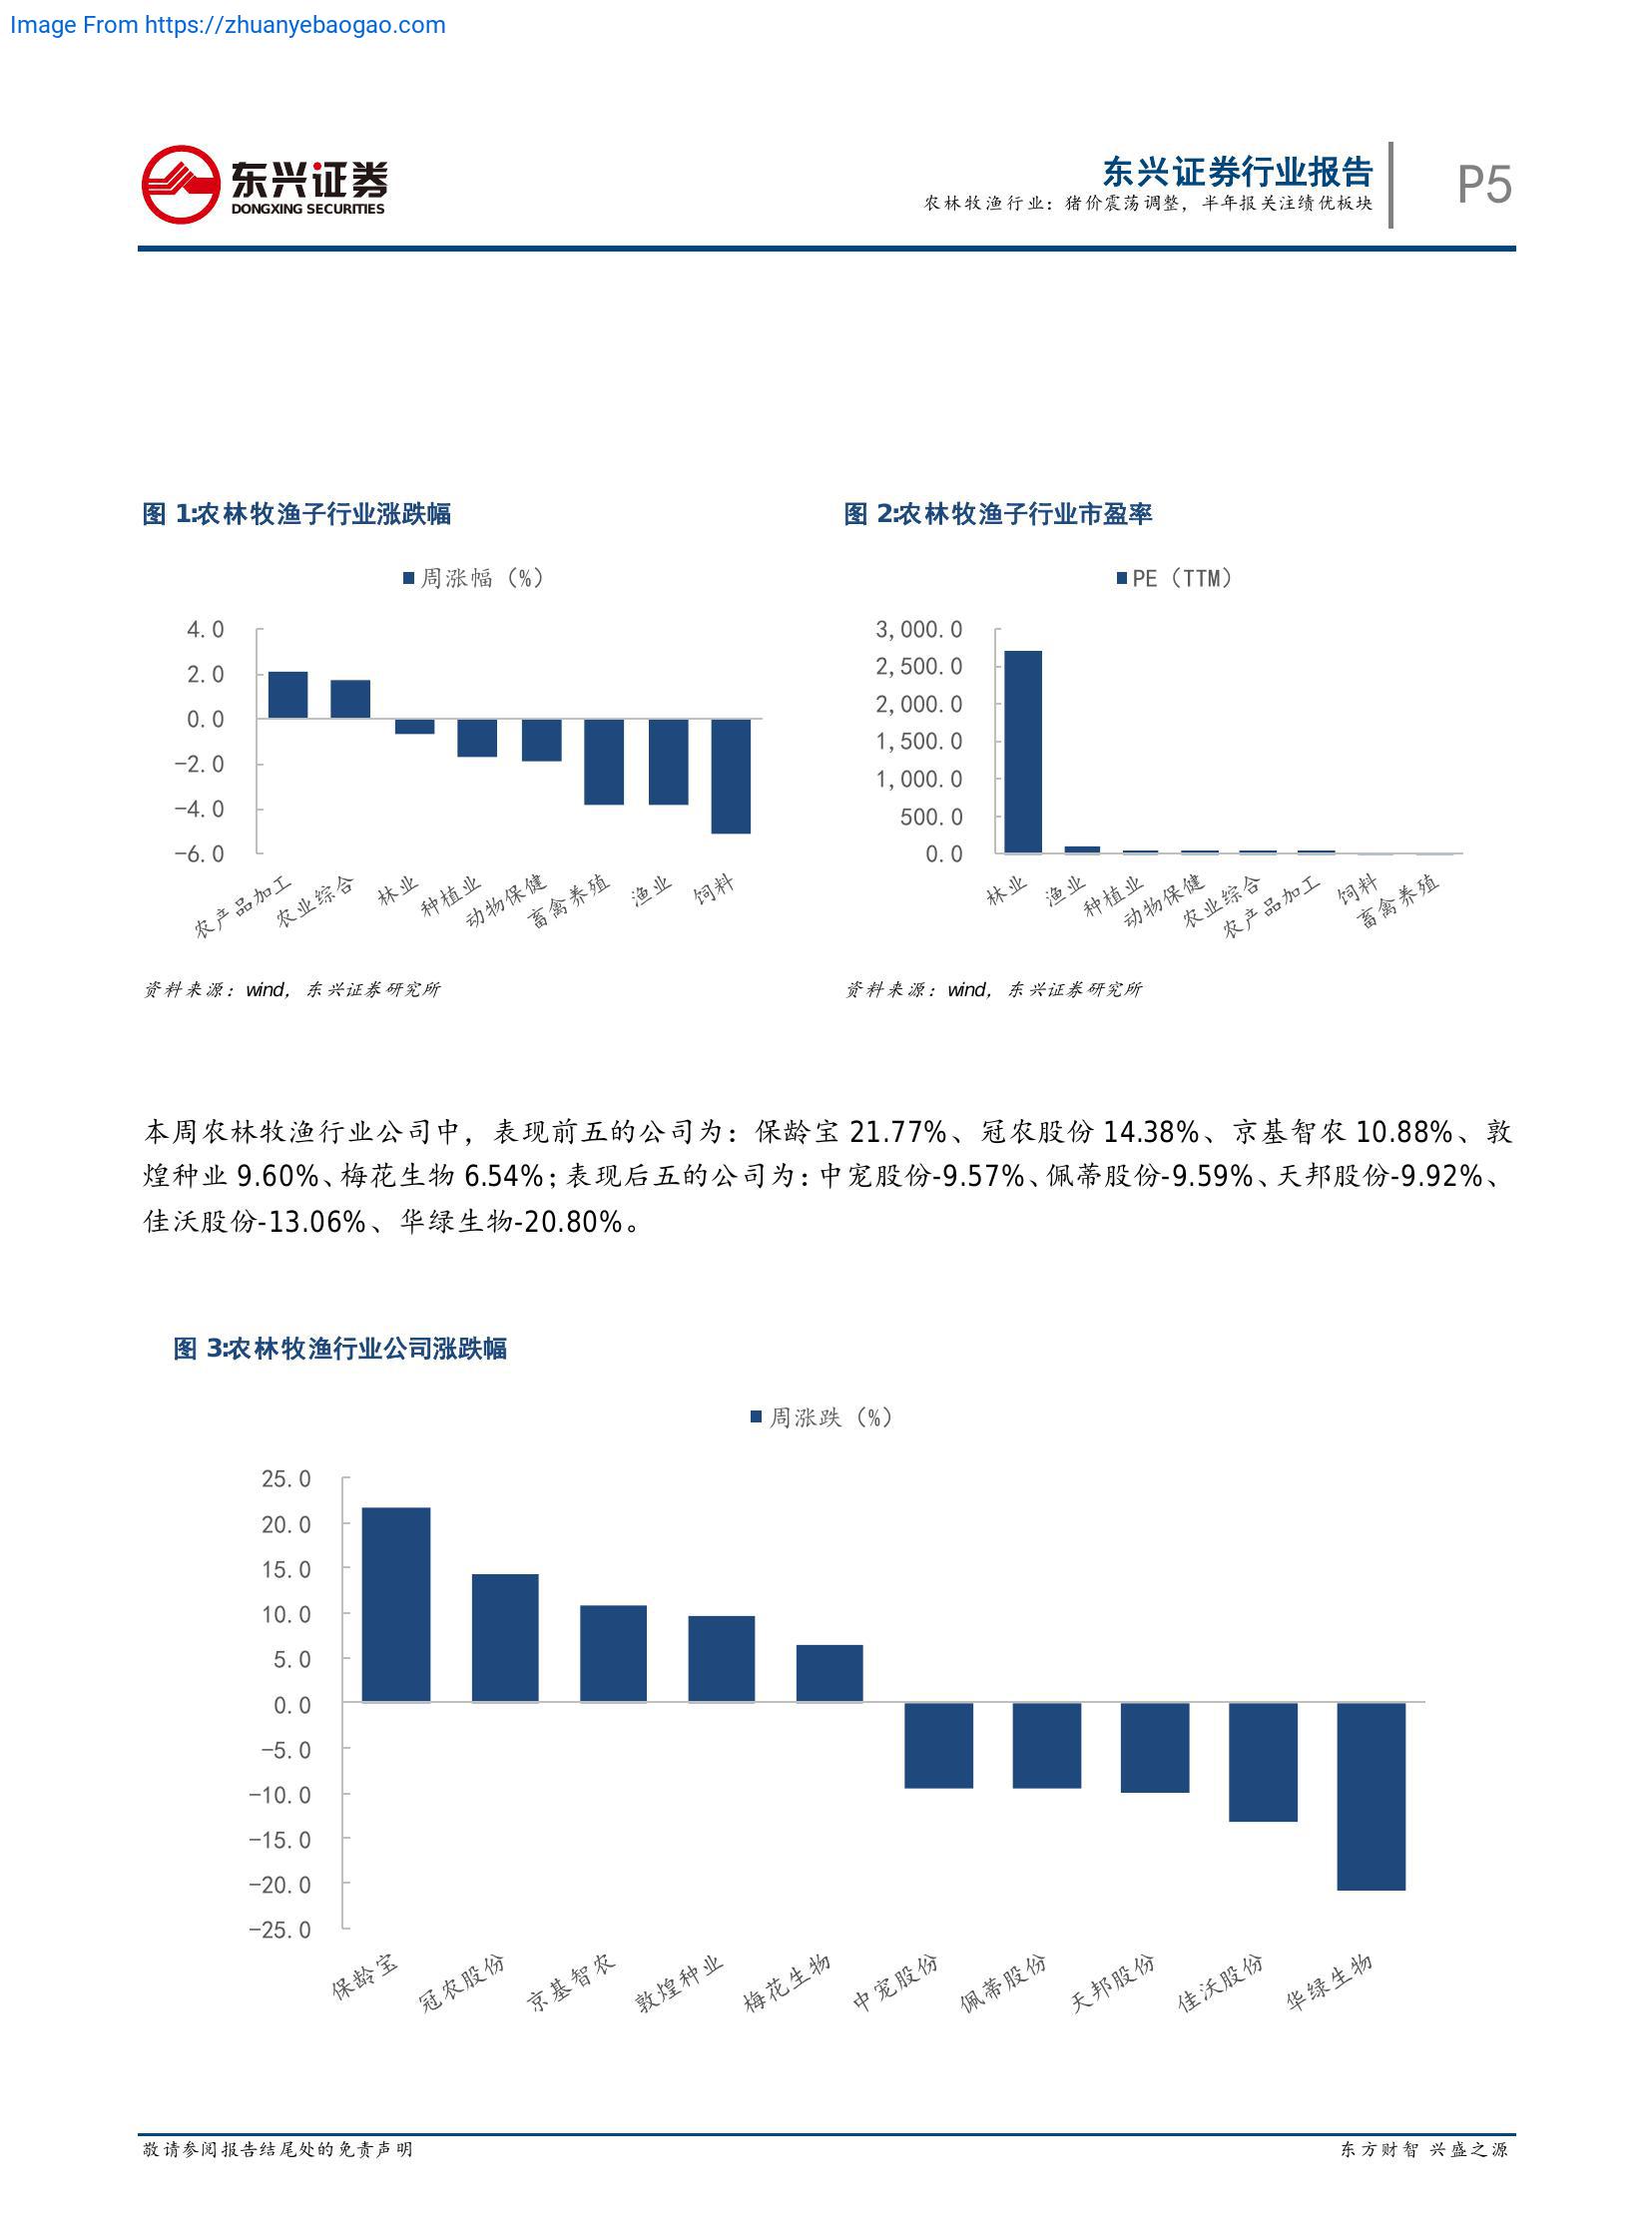 Image From https://zhuanyebaogao.com
东兴证券
DONGXING SECURITIES
东兴证券行业报告
农林牧渔行业：猪价震荡调整，半年报关注绩优板块
P5
图 1:农林牧渔子行业涨跌幅
周涨幅（%）
4.0
2.0
0.0
-2.0
-4.0
-6.0
农产品加工
农业综合
林业
种植业
动物保健
畜禽养殖
渔业
饲料
资料来源：wind，东兴证券研究所
图 2:农林牧渔子行业市盈率
PE（TTM）
3,000.0
2,500.0
2,000.0
1,500.0
1,000.0
500.0
0.0
林业
渔业
种植业
动物保健
农业综合
农产品加工
饲料
畜禽养殖
资料来源：wind，东兴证券研究所
本周农林牧渔行业公司中，表现前五的公司为：保龄宝 21.77%、冠农股份 14.38%、京基智农 10.88%、敦
煌种业 9.60%、梅花生物 6.54%；表现后五的公司为：中宠股份-9.57%、佩蒂股份-9.59%、天邦股份-9.92%、
佳沃股份-13.06%、华绿生物-20.80%。
图 3:农林牧渔行业公司涨跌幅
周涨跌（%）
25.0
20.0
15.0
10.0
5.0
0.0
-5.0
-10.0
-15.0
-20.0
-25.0
保龄宝
冠农股份
京基智农
敦煌种业
梅花生物
中宠股份
佩蒂股份
天邦股份
佳沃股份
华绿生物
敬请参阅报告结尾处的免责声明
东方财智 兴盛之源